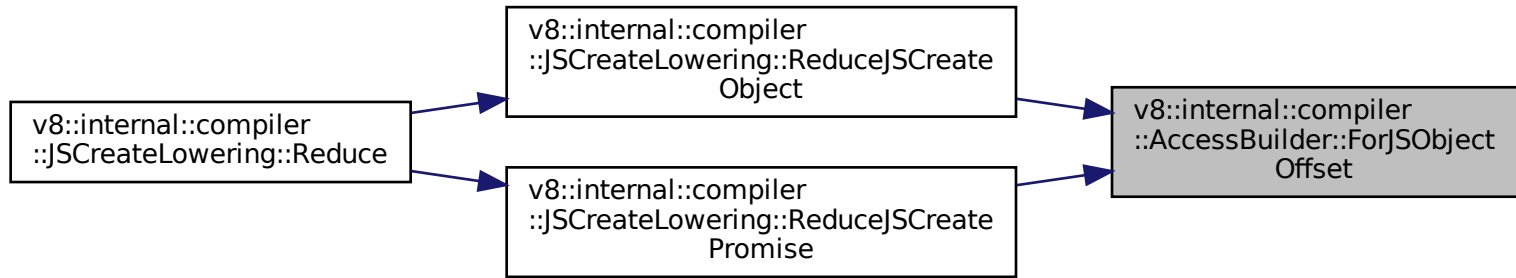 v8::internal::compiler
::JSCreateLowering::Reduce
v8::internal::compiler
::JSCreateLowering::ReduceJSCreate
Object
v8::internal::compiler
::JSCreateLowering::ReduceJSCreate
Promise
v8::internal::compiler
::AccessBuilder::ForJSObject
Offset